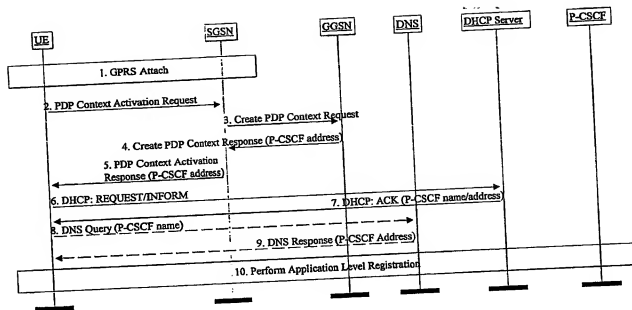 UE
SGSN
GGSN
DNS
DHCP Server
P-CSCF
1. GPRS Attach
2. PDP Context Activation Request
3. Create PDP Context Request
4. Create PDP Context Response (P-CSCF address)
5. PDP Context Activation
Response (P-CSCF address)
6. DHCP: REQUEST/INFORM
7. DHCP: ACK (P-CSCF name/address)
8. DNS Query (P-CSCF name)
9. DNS Response (P-CSCF Address)
10. Perform Application Level Registration